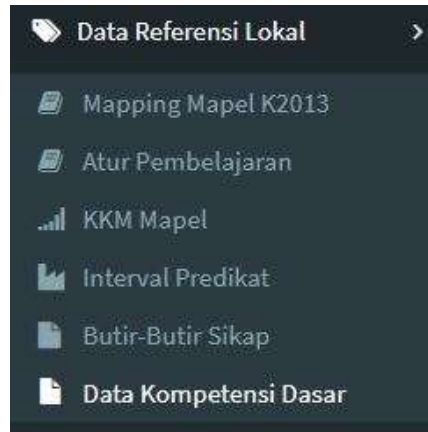 Data Referensi Lokal
Mapping Mapel K2013
Atur Pembelajaran
KKM Mapel
Interval Predikat
Butir-Butir Sikap
Data Kompetensi Dasar